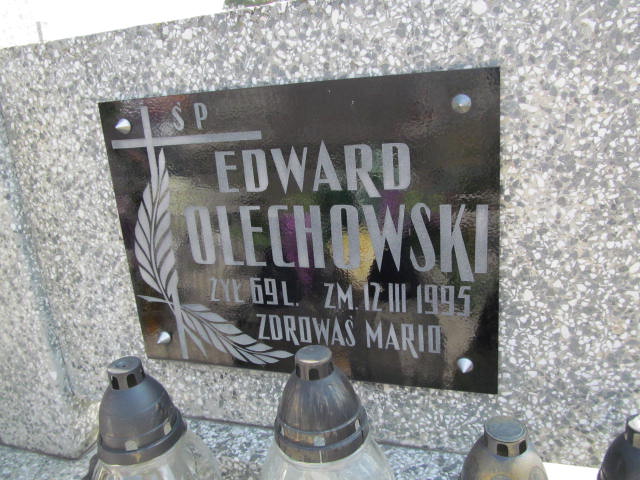 ŚP
EDWARD
OLECHOWSKI
ŻYŁ 69 L. ZM. 12 III 1995
ZDROWAŚ MARIO